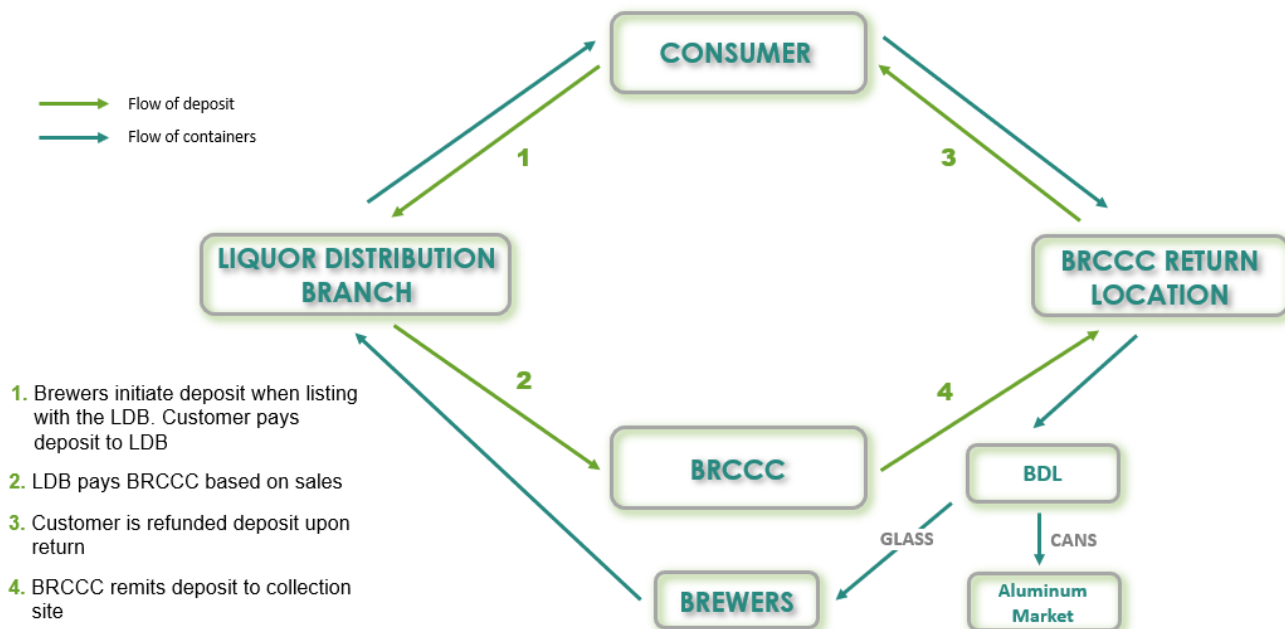 CONSUMER
Flow of deposit
Flow of containers
1
3
LIQUOR DISTRIBUTION
BRANCH
BRCCC RETURN
LOCATION
2
4
1. Brewers initiate deposit when listing
with the LDB. Customer pays
deposit to LDB
2. LDB pays BRCCC based on sales
3. Customer is refunded deposit upon
return
4. BRCCC remits deposit to collection
site
BRCCC
BDL
GLASS
CANS
BREWERS
Aluminum
Market